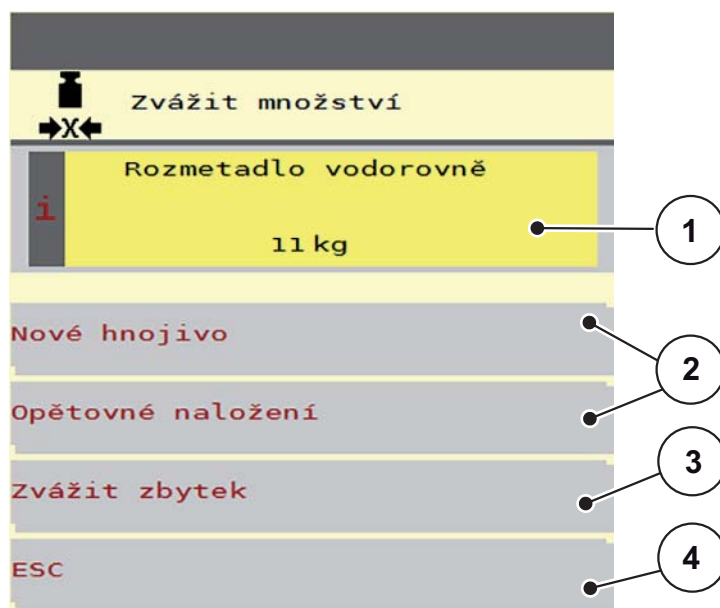 ➔X←
Zvážit množství
i
Rozmetadlo vodorovně
11 kg
1
Nové hnojivo
2
Opětovné naložení
Zvážit zbytek
3
ESC
4